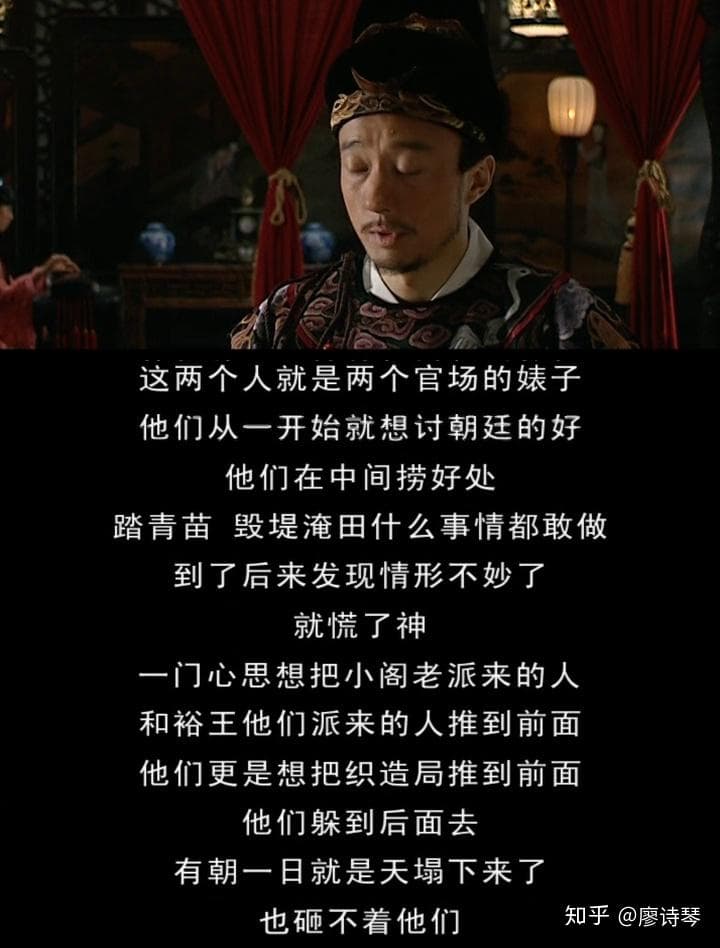 这两个人就是两个官场的婊子
他们从一开始就想讨朝廷的好
他们在中间捞好处
踏青苗 毁堤淹田什么事情都敢做
到了后来发现情形不妙了
就慌了神
一门心思想把小阁老派来的人
和裕王他们派来的人推到前面
他们更是想把织造局推到前面
他们躲到后面去
有朝一日就是天塌下来了
也砸不着他们
知乎 @廖诗琴